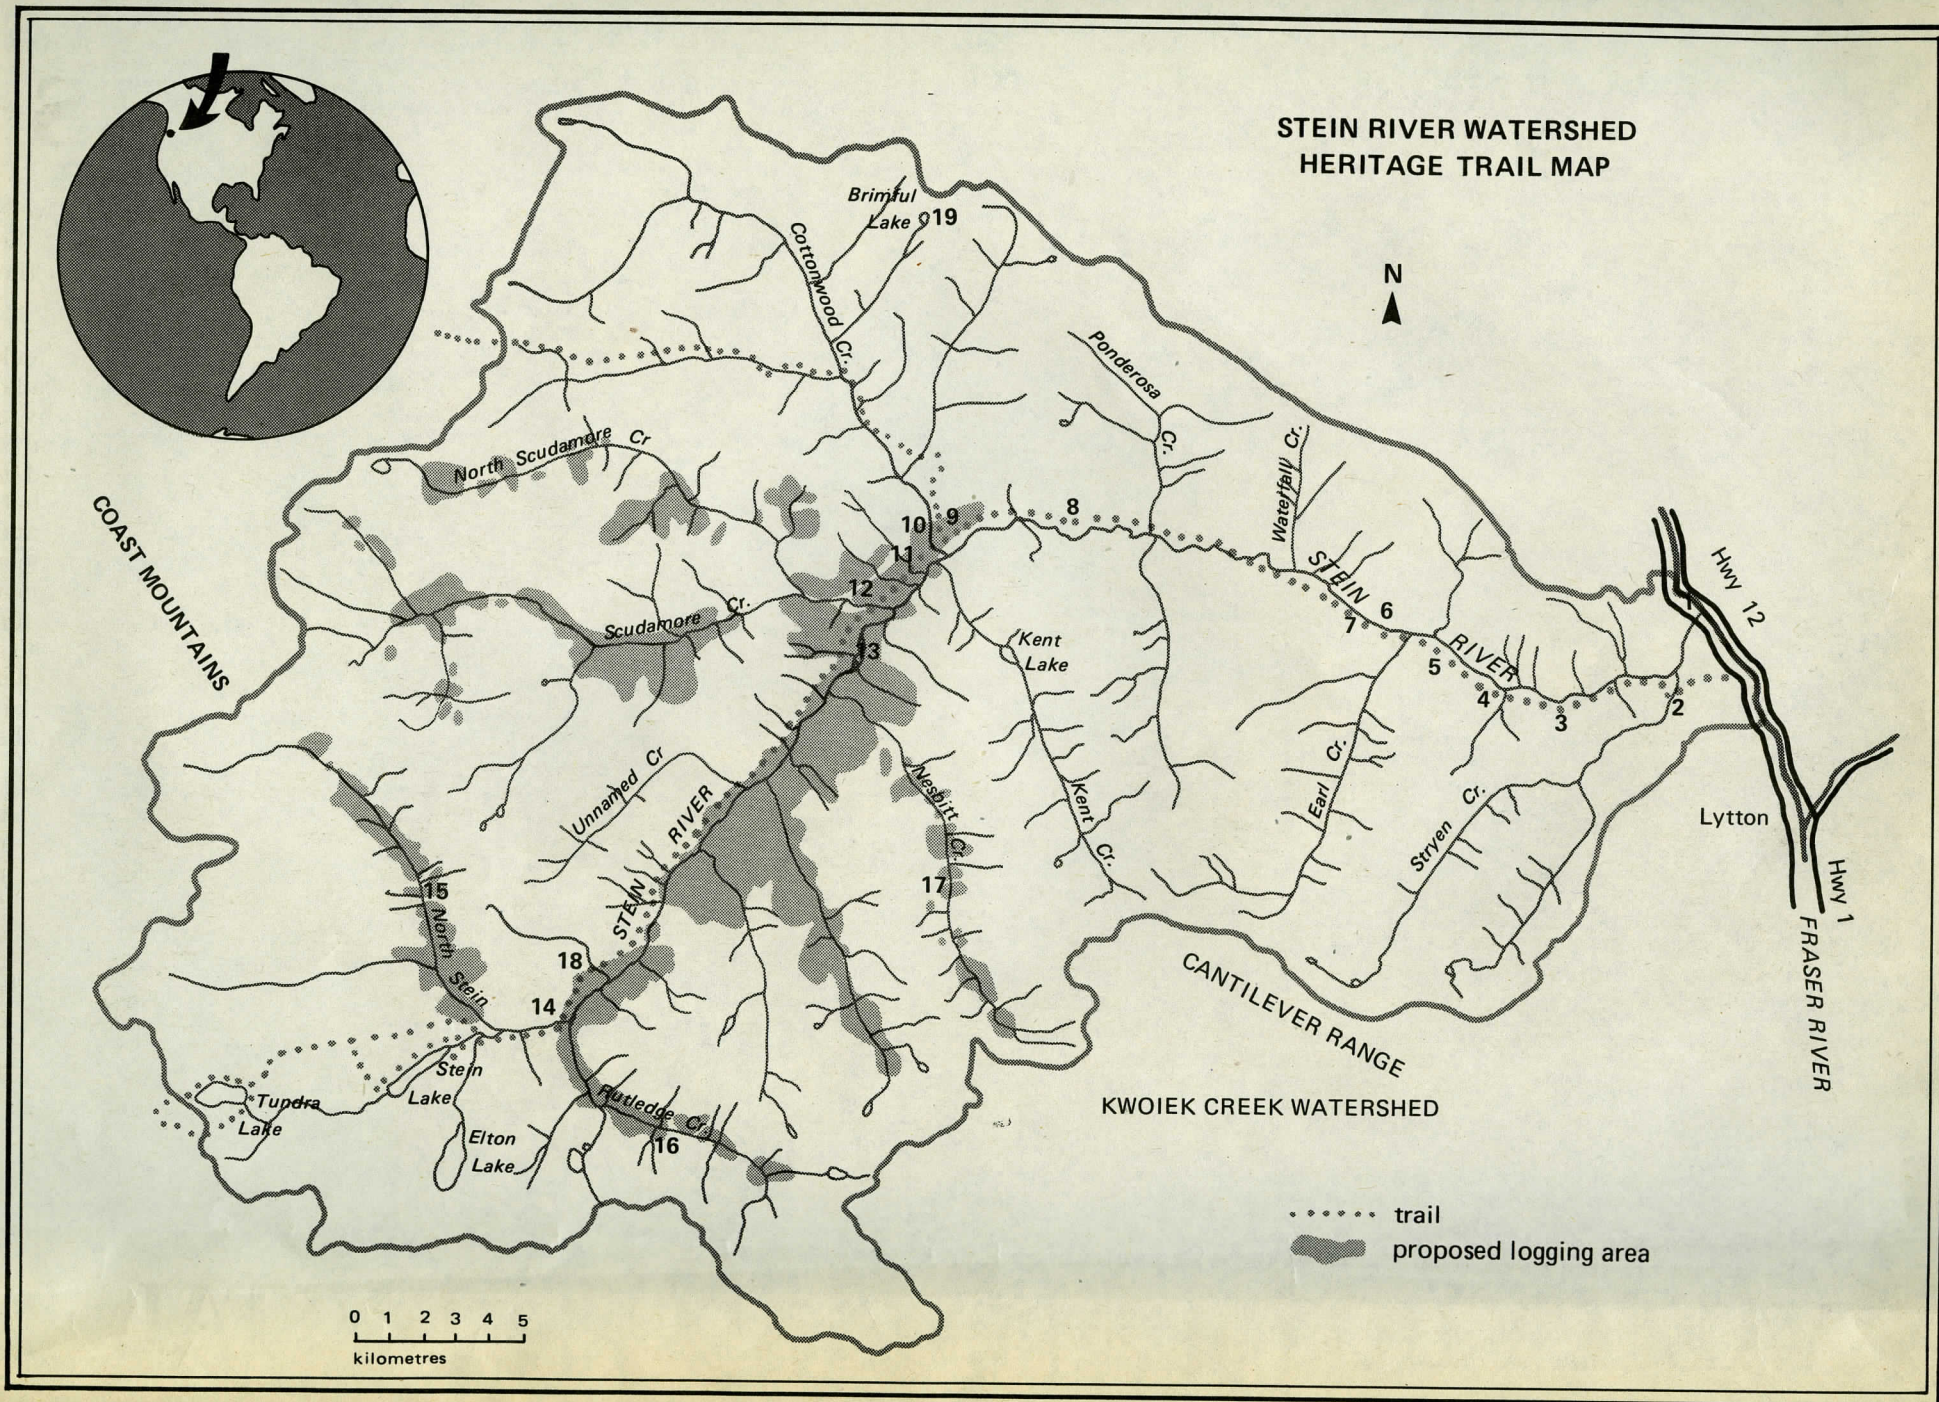 STEIN RIVER WATERSHED
HERITAGE TRAIL MAP
N
Brimful
Lake 19
Cottonwood Cr.
Ponderosa Cr.
Waterfall Cr.
North Scudamore Cr
COAST MOUNTAINS
10 9
8
11
12
Scudamore Cr.
13
Kent
Lake
STEIN RIVER
6
7
5
4
3
2
Hwy 12
Unnamed Cr
STEIN RIVER
Nesbitt Cr.
Kent Cr.
Earl Cr.
Stryen Cr.
Lytton
Hwy 1
FRASER RIVER
15
North Stein
17
18
14
CANTILEVER RANGE
Stein
Lake
Tundra
Lake
Elton
Lake
Rutledge Cr.
16
KWOIEK CREEK WATERSHED
trail
proposed logging area
0 1 2 3 4 5
kilometres